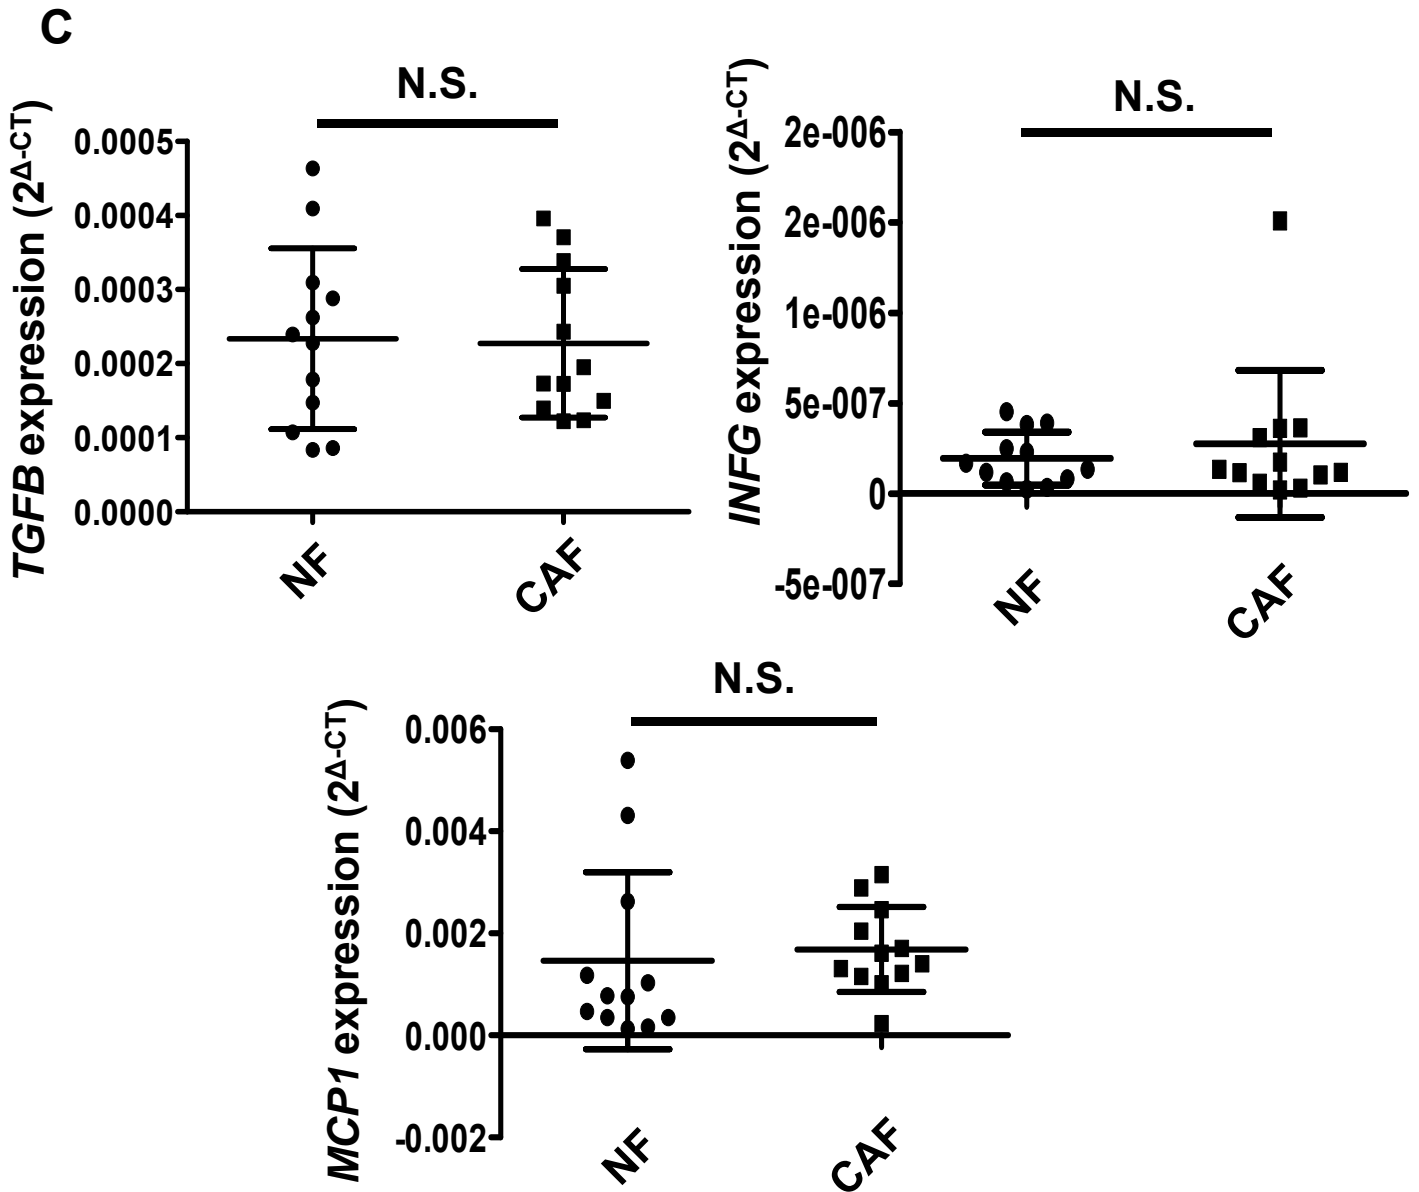 C
N.S.
TGFB expression (2Δ-CT)
0.0005
0.0004
0.0003
0.0002
0.0001
0.0000
NF
CAF
N.S.
INFG expression (2Δ-CT)
2e-006
2e-006
1e-006
5e-007
0
-5e-007
NF
CAF
N.S.
MCP1 expression (2Δ-CT)
0.006
0.004
0.002
0.000
-0.002
NF
CAF